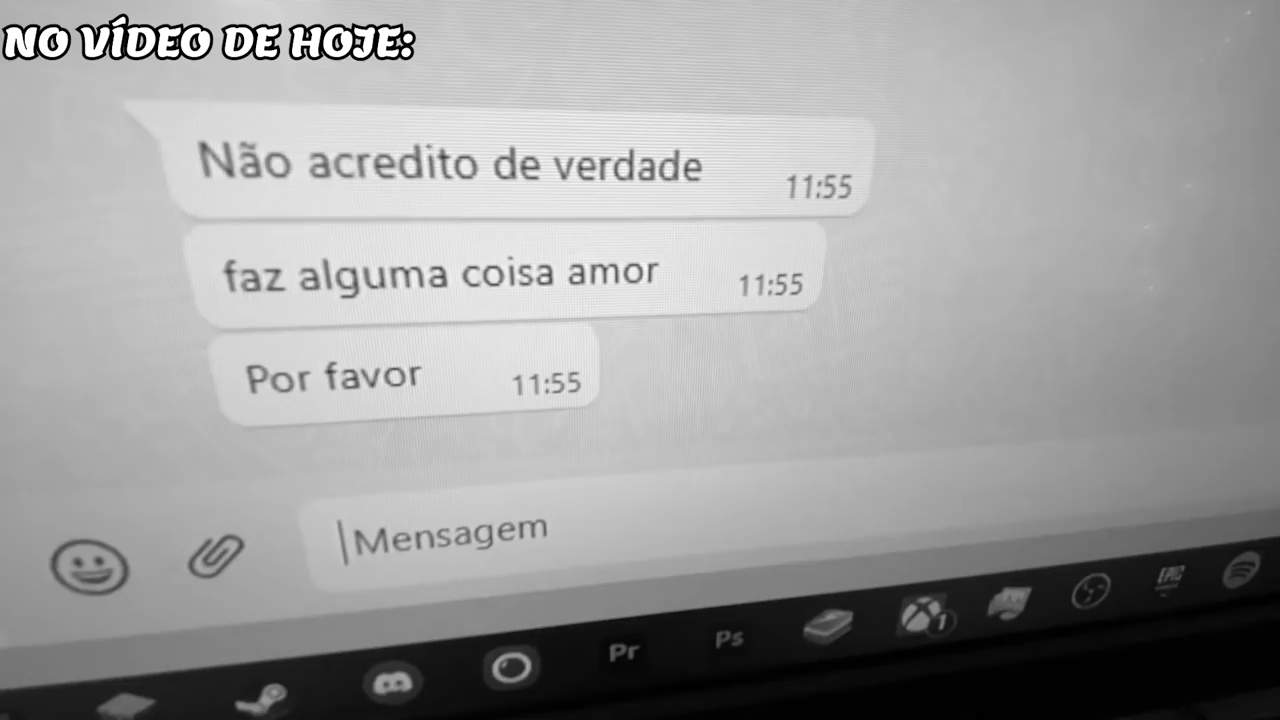 NO VÍDEO DE HOJE:
Não acredito de verdade
11:55
faz alguma coisa amor
11:55
Por favor
11:55
Mensagem
Pr
Ps
1
EPIC